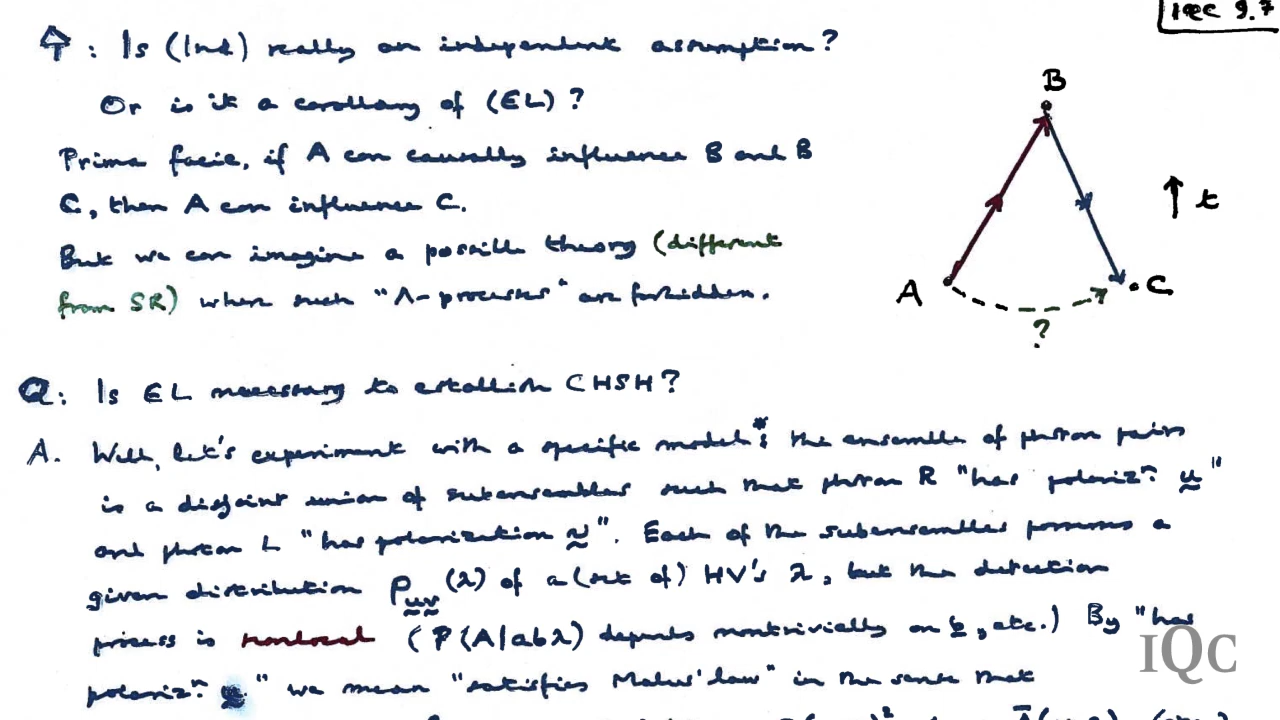 IQC 9.7
Q: Is (Ind) really an independent assumption?
Or is it a corollary of (EL)?
Prima facie, if A can causally influence B and B
C, then A can influence C.
But we can imagine a possible theory (different
from SR) where such "Λ-processes" are forbidden.
B
t
A
C
?
Q: Is EL necessary to establish CHSH?
A. Well, let's experiment with a specific model*: the ensemble of photon pairs
is a disjoint union of subensembles such that photon R "has polarizⁿ. u"
and photon L "has polarization v". Each of the subensembles possesses a
given distribution ρuv(λ) of a (set of) HV's λ, but the detection
process is nonlocal (P(A|abλ) depends nontrivially on b, etc.) By "has
polarizⁿ. u" we mean "satisfies Malus' law" in the sense that
IQC